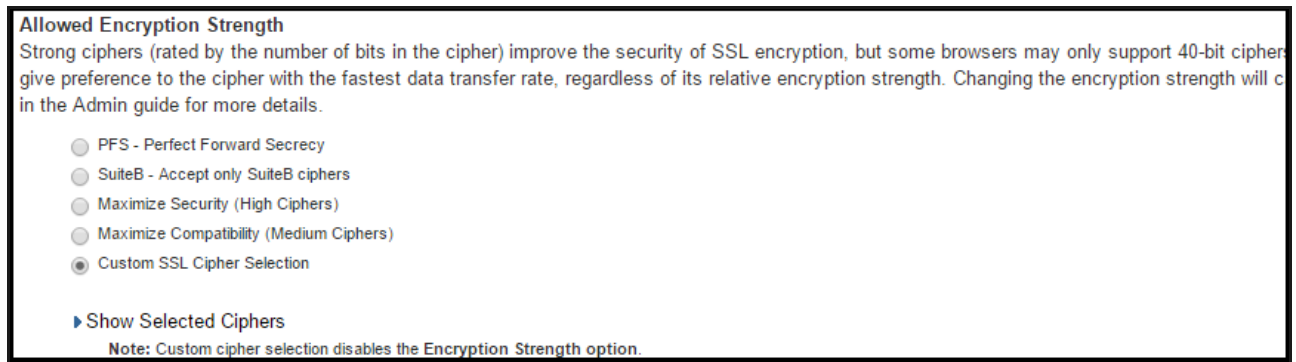 Allowed Encryption Strength
Strong ciphers (rated by the number of bits in the cipher) improve the security of SSL encryption, but some browsers may only support 40-bit ciphers
give preference to the cipher with the fastest data transfer rate, regardless of its relative encryption strength. Changing the encryption strength will c
in the Admin guide for more details.
PFS - Perfect Forward Secrecy
SuiteB - Accept only SuiteB ciphers
Maximize Security (High Ciphers)
Maximize Compatibility (Medium Ciphers)
Custom SSL Cipher Selection
Show Selected Ciphers
Note: Custom cipher selection disables the Encryption Strength option.